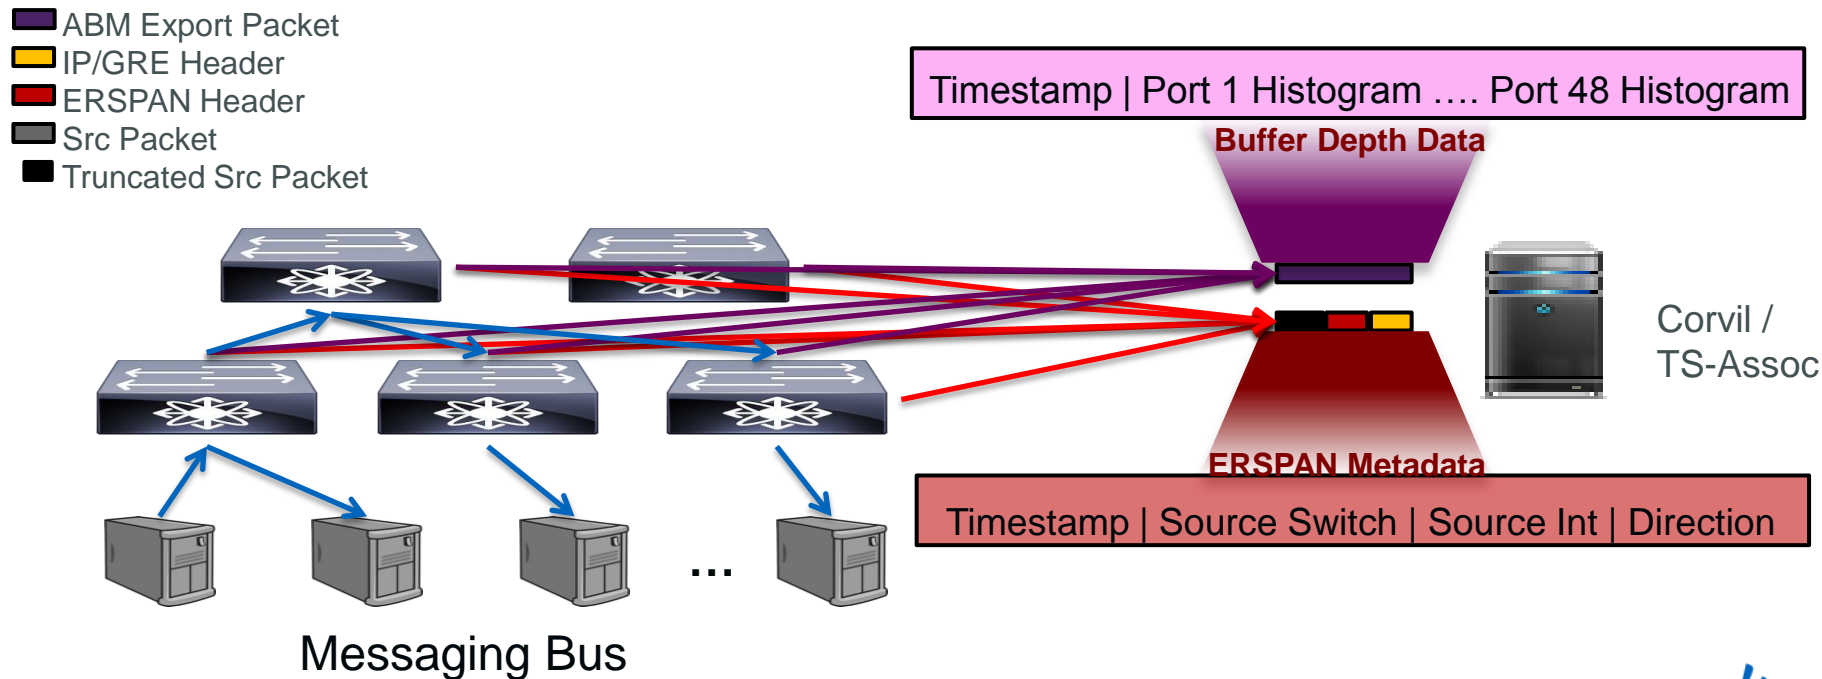 ABM Export Packet
IP/GRE Header
ERSPAN Header
Src Packet
Truncated Src Packet
Timestamp | Port 1 Histogram …. Port 48 Histogram
Buffer Depth Data
Corvil /
TS-Assoc
ERSPAN Metadata
Timestamp | Source Switch | Source Int | Direction
...
Messaging Bus